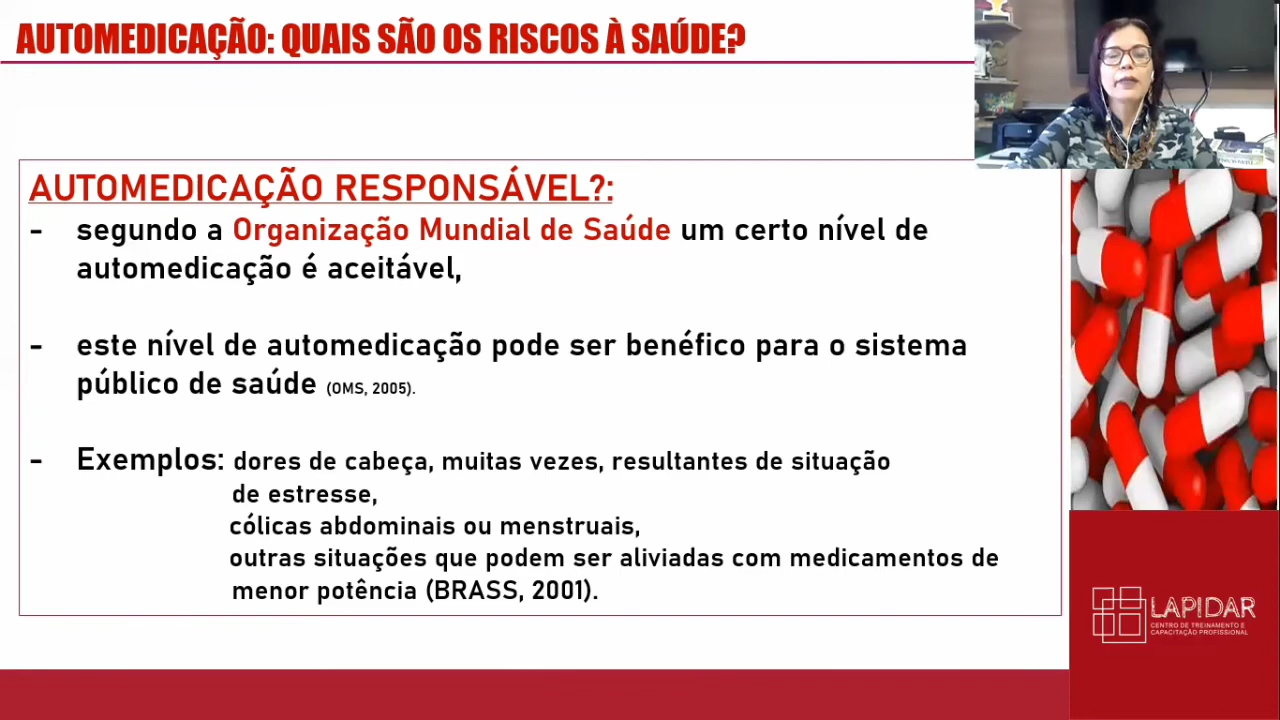 AUTOMEDICAÇÃO: QUAIS SÃO OS RISCOS À SAÚDE?
AUTOMEDICAÇÃO RESPONSÁVEL?:
- segundo a Organização Mundial de Saúde um certo nível de
automedicação é aceitável,
- este nível de automedicação pode ser benéfico para o sistema
público de saúde (OMS, 2005).
- Exemplos: dores de cabeça, muitas vezes, resultantes de situação
de estresse,
cólicas abdominais ou menstruais,
outras situações que podem ser aliviadas com medicamentos de
menor potência (BRASS, 2001).
LAPIDAR
CENTRO DE TREINAMENTO E
CAPACITAÇÃO PROFISSIONAL